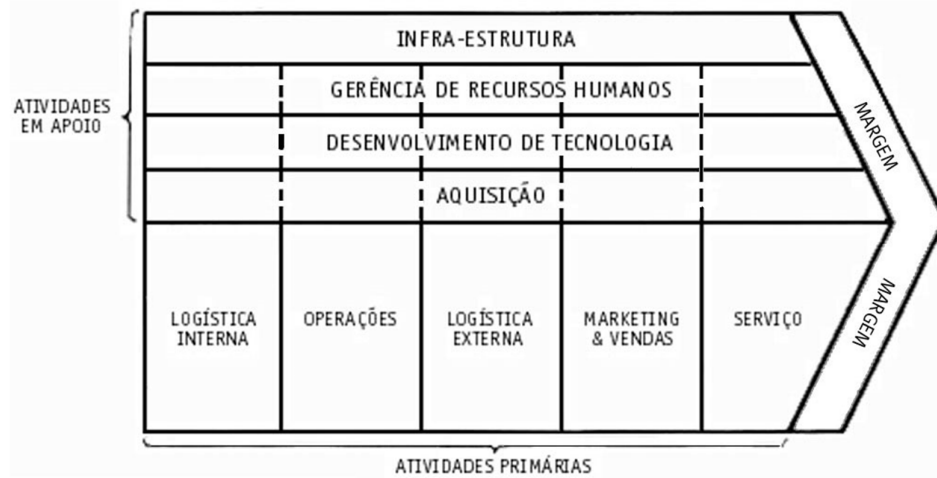 INFRA-ESTRUTURA
GERÊNCIA DE RECURSOS HUMANOS
ATIVIDADES
EM APOIO
DESENVOLVIMENTO DE TECNOLOGIA
AQUISIÇÃO
MARGEM
MARGEM
LOGÍSTICA
INTERNA
OPERAÇÕES
LOGÍSTICA
EXTERNA
MARKETING
& VENDAS
SERVIÇO
ATIVIDADES PRIMÁRIAS